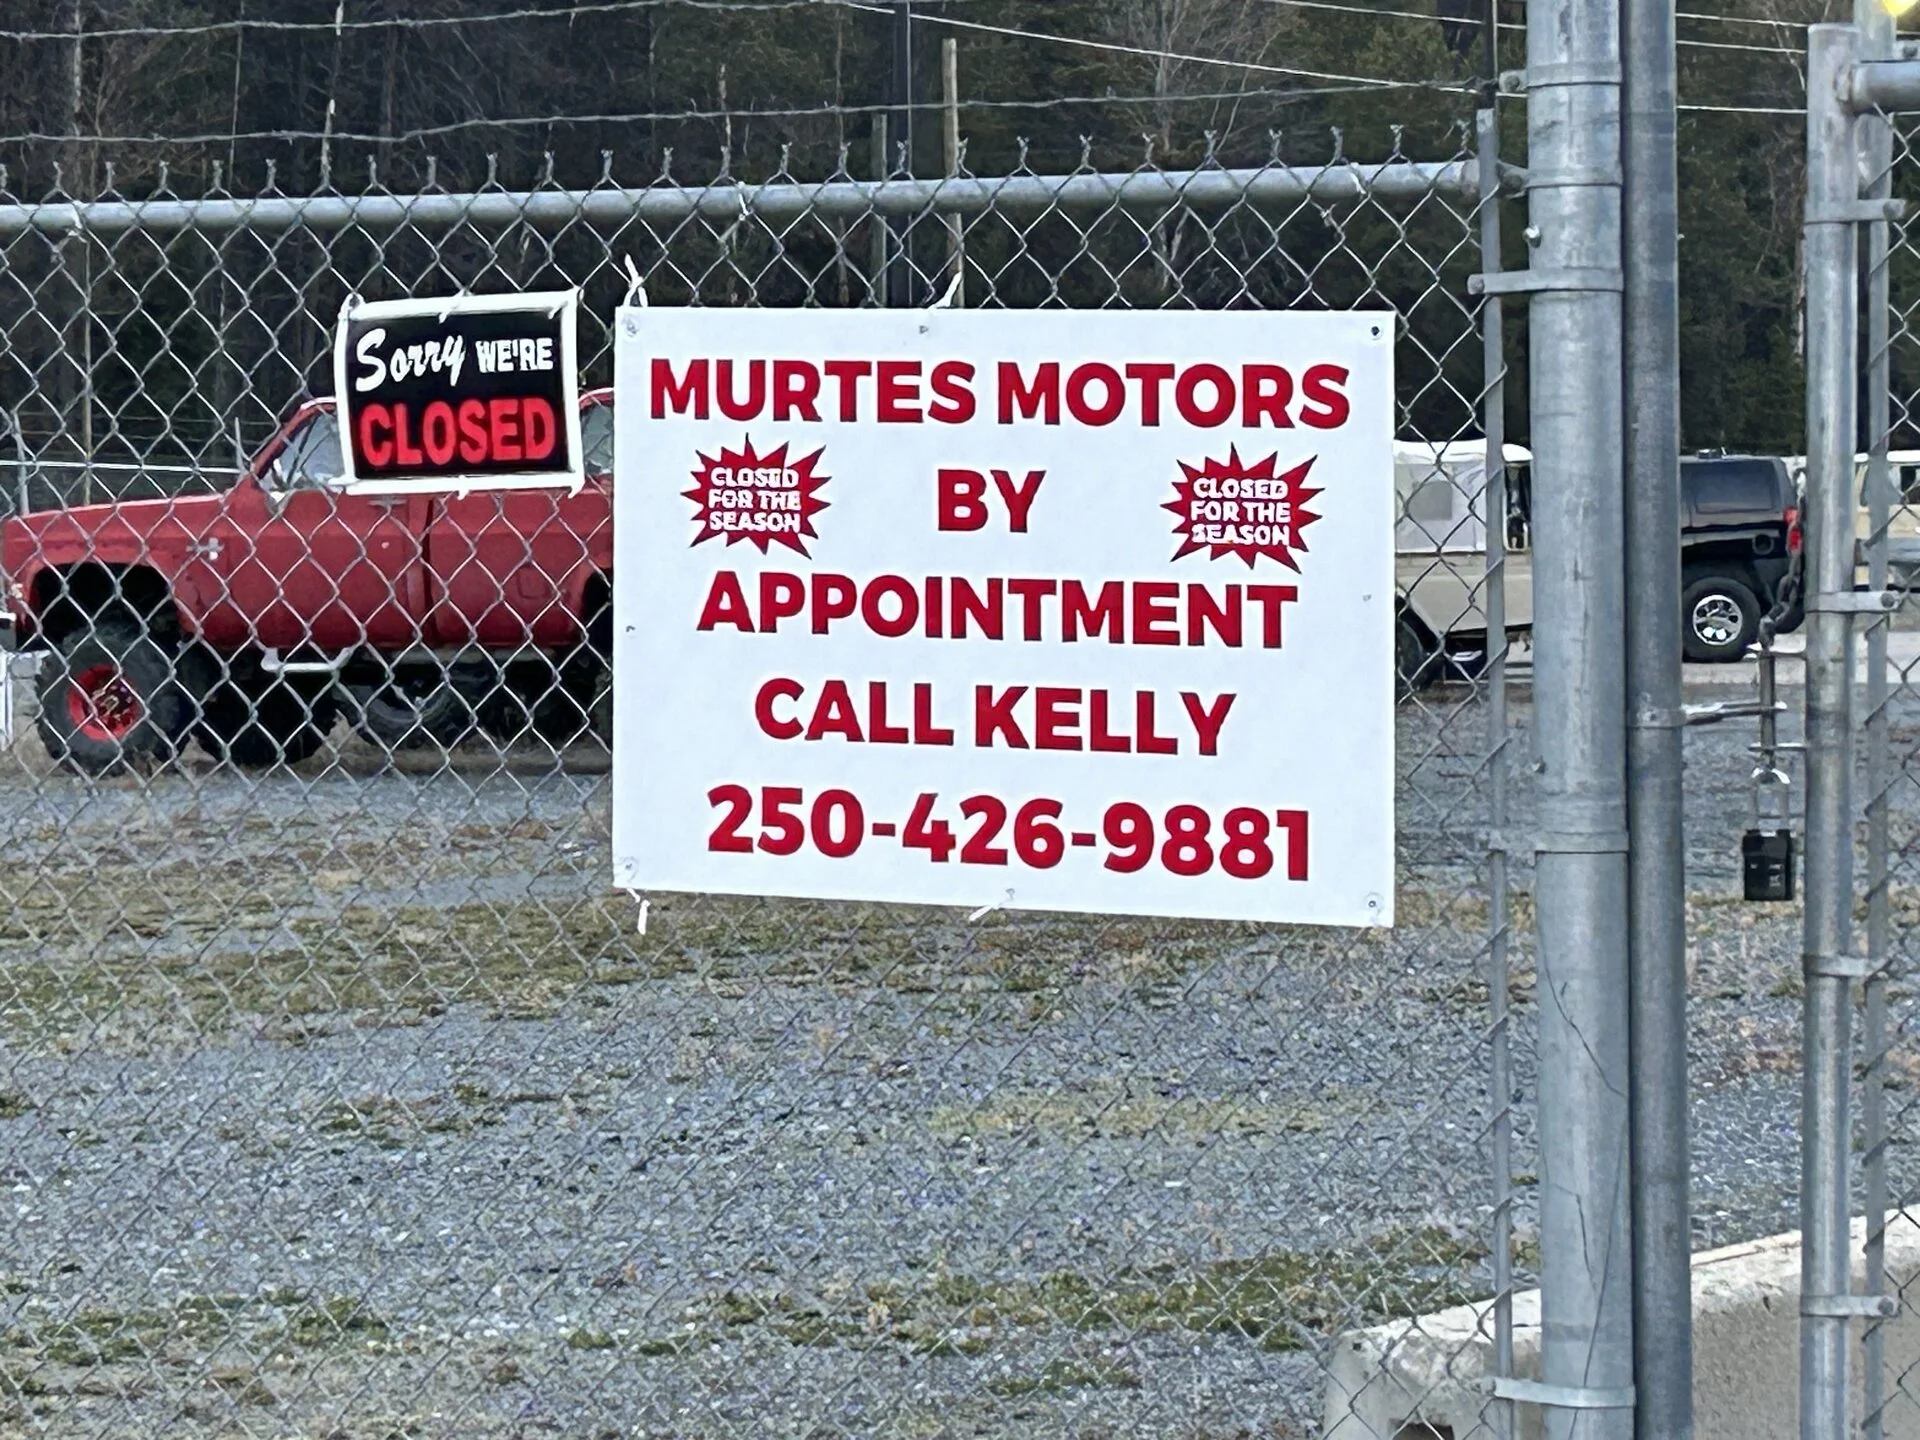 Sorry WE'RE
CLOSED
MURTES MOTORS
CLOSED
FOR THE
SEASON
BY
CLOSED
FOR THE
SEASON
APPOINTMENT
CALL KELLY
250-426-9881